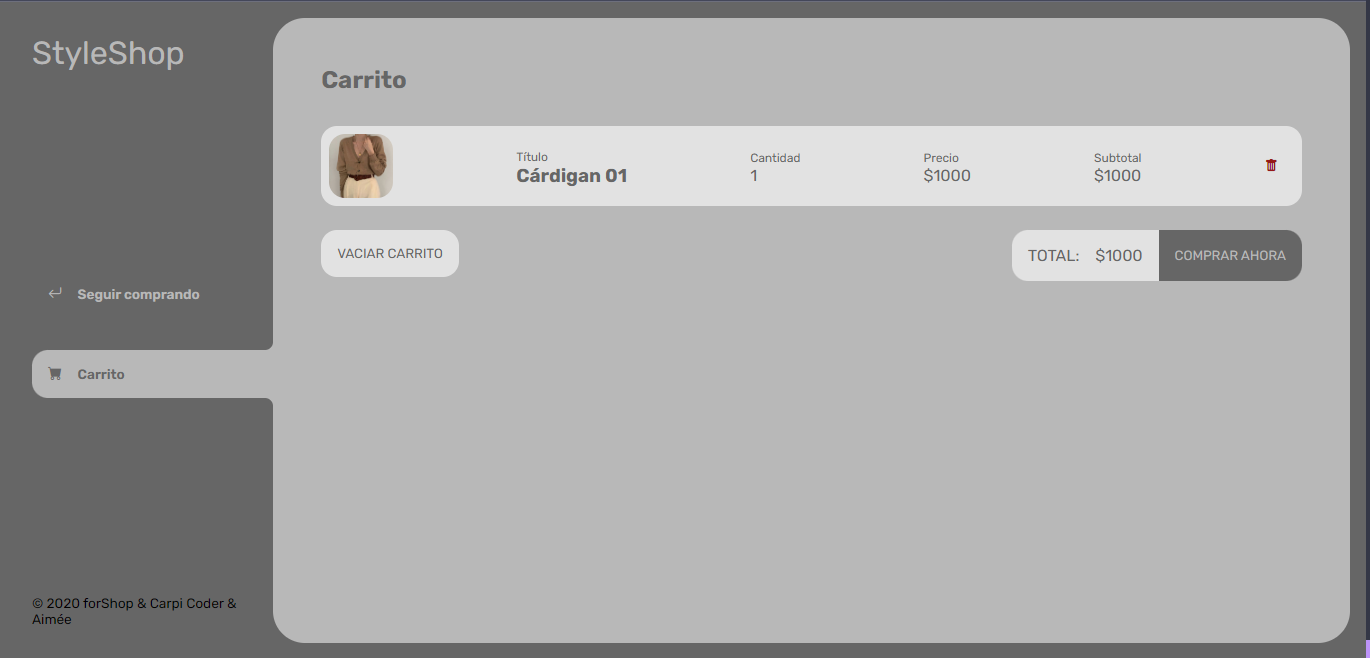 StyleShop
Seguir comprando
Carrito
© 2020 forShop & Carpi Coder &
Aimée
Carrito
Título
Cárdigan 01
Cantidad
1
Precio
$1000
Subtotal
$1000
VACIAR CARRITO
TOTAL: $1000
COMPRAR AHORA